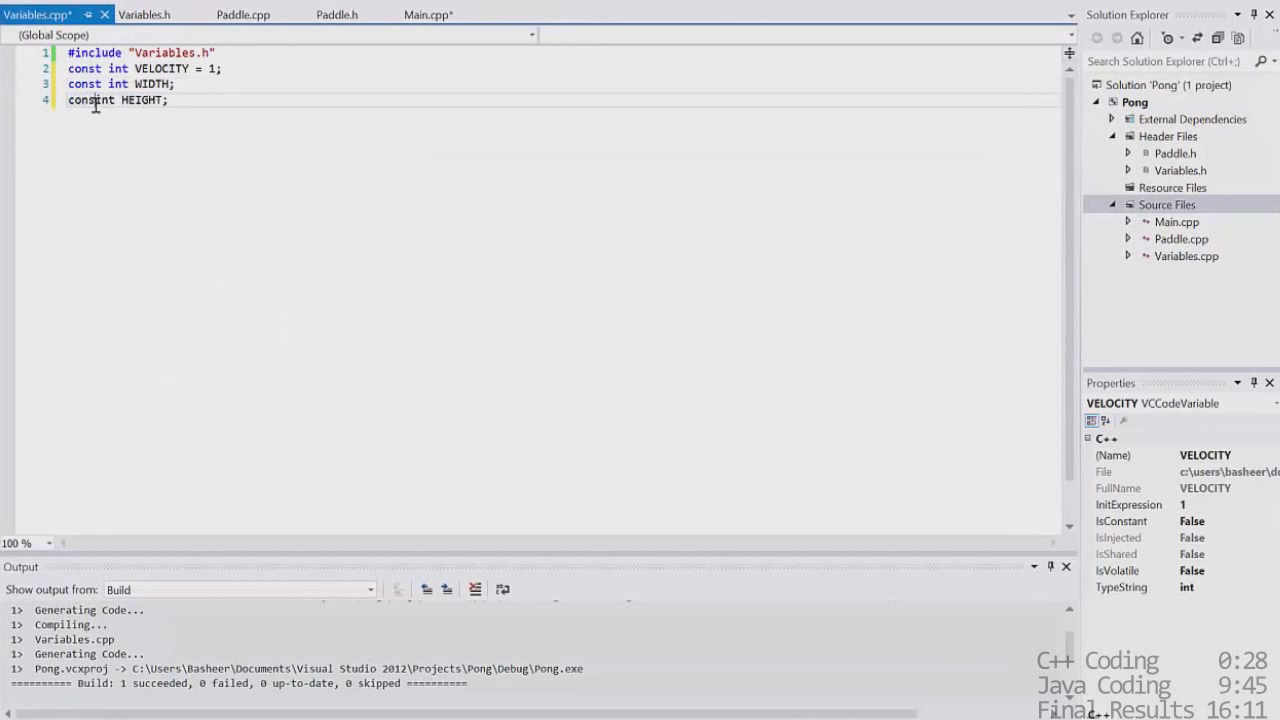 Variables.cpp* Variables.h Paddle.cpp Paddle.h Main.cpp*
(Global Scope)
1 #include "Variables.h"
2 const int VELOCITY = 1;
3 const int WIDTH;
4 consint HEIGHT;
100 %
Output
Show output from: Build
1> Generating Code...
1> Compiling...
1> Variables.cpp
1> Generating Code...
1> Pong.vcxproj -> C:\Users\Basheer\Documents\Visual Studio 2012\Projects\Pong\Debug\Pong.exe
========== Build: 1 succeeded, 0 failed, 0 up-to-date, 0 skipped ==========
Solution Explorer
Search Solution Explorer (Ctrl+;)
Solution 'Pong' (1 project)
Pong
External Dependencies
Header Files
Paddle.h
Variables.h
Resource Files
Source Files
Main.cpp
Paddle.cpp
Variables.cpp
Properties
VELOCITY VCCodeVariable
C++
(Name) VELOCITY
File c:\users\basheer\do
FullName VELOCITY
InitExpression 1
IsConstant False
IsInjected False
IsShared False
IsVolatile False
TypeString int
C++ Coding 0:28
Java Coding 9:45
Final Results 16:11
C++